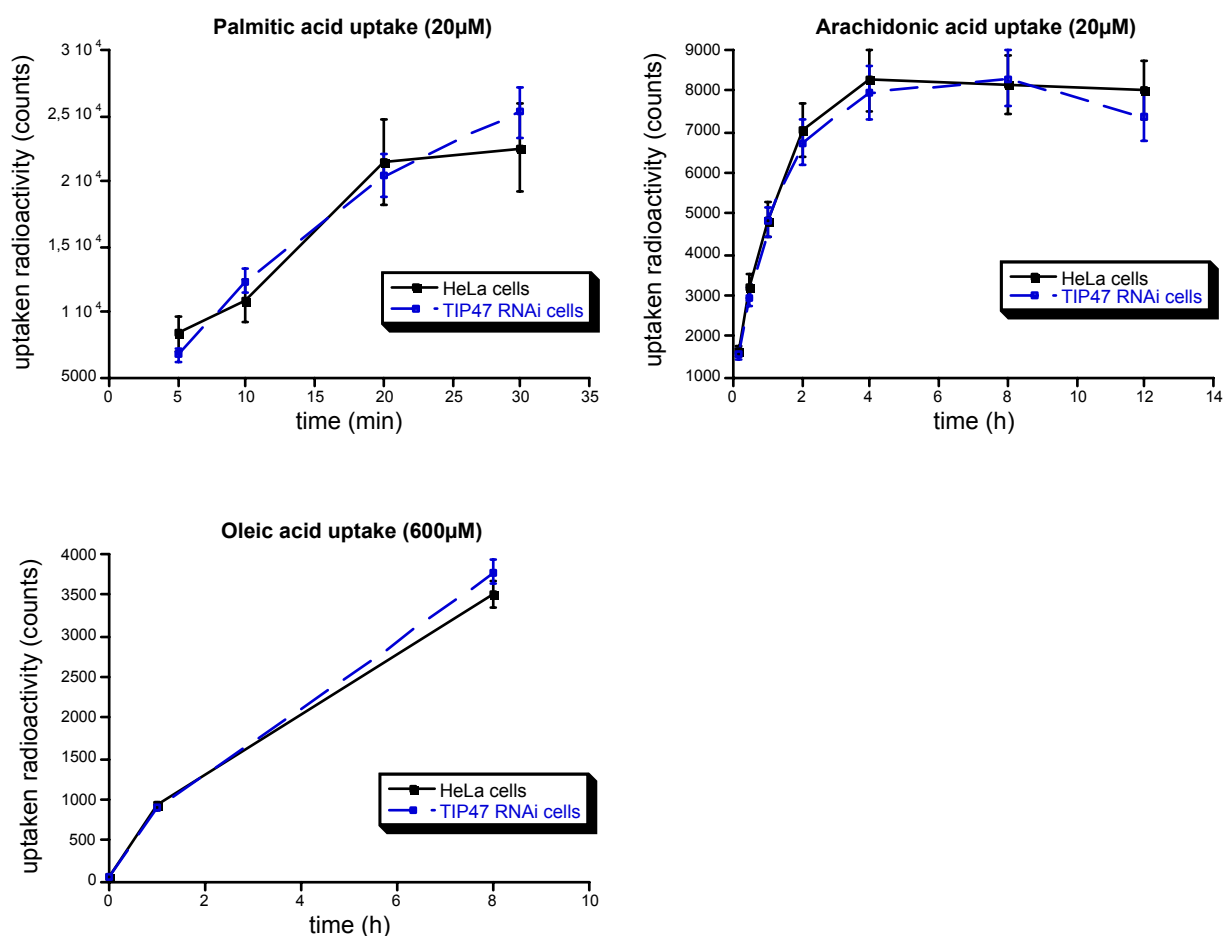 Palmitic acid uptake (20µM)
uptaken radioactivity (counts)
3 10⁴
2,5 10⁴
2 10⁴
1,5 10⁴
1 10⁴
5000
0 5 10 15 20 25 30 35
time (min)
HeLa cells
TIP47 RNAi cells
Arachidonic acid uptake (20µM)
uptaken radioactivity (counts)
9000
8000
7000
6000
5000
4000
3000
2000
1000
0 2 4 6 8 10 12 14
time (h)
HeLa cells
TIP47 RNAi cells
Oleic acid uptake (600µM)
uptaken radioactivity (counts)
4000
3500
3000
2500
2000
1500
1000
500
0
0 2 4 6 8 10
time (h)
HeLa cells
TIP47 RNAi cells